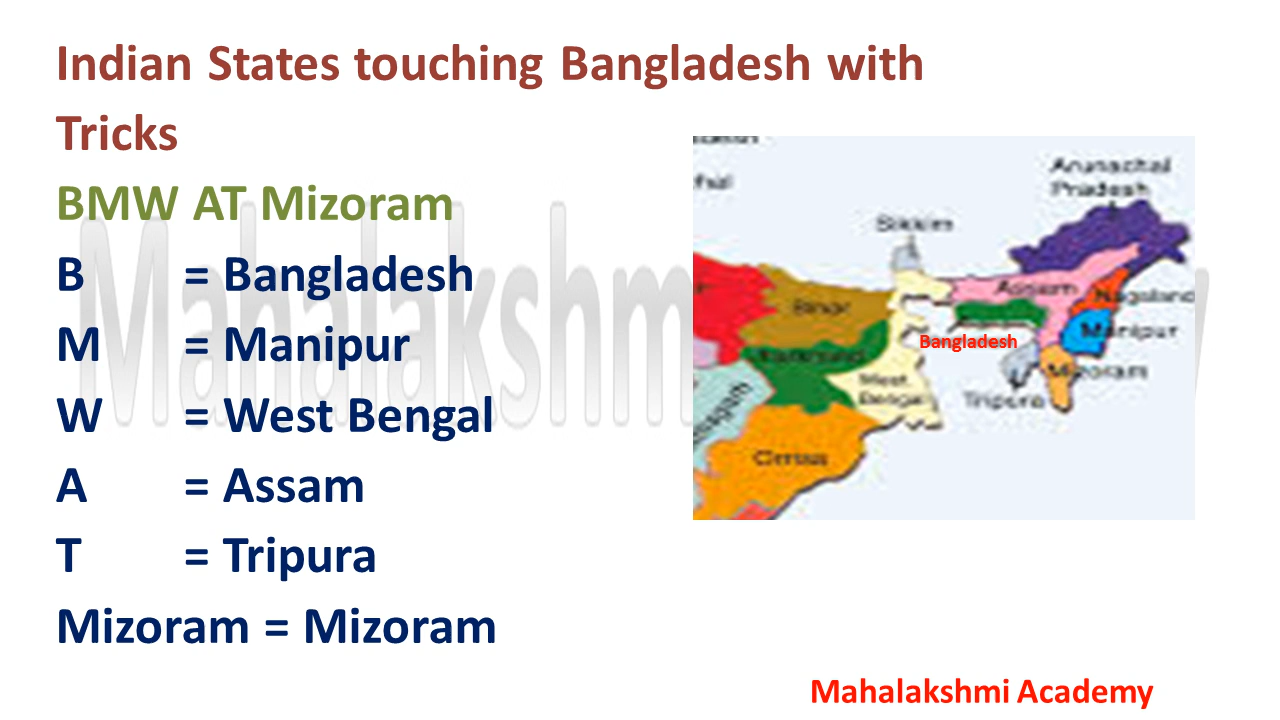 Indian States touching Bangladesh with
Tricks
BMW AT Mizoram
B = Bangladesh
M = Manipur
W = West Bengal
A = Assam
T = Tripura
Mizoram = Mizoram
Arunachal
Pradesh
Sikkim
Assam
Nagaland
Bihar
Manipur
Bangladesh
Mizoram
West
Bengal
Tripura
Mahalakshmi Academy